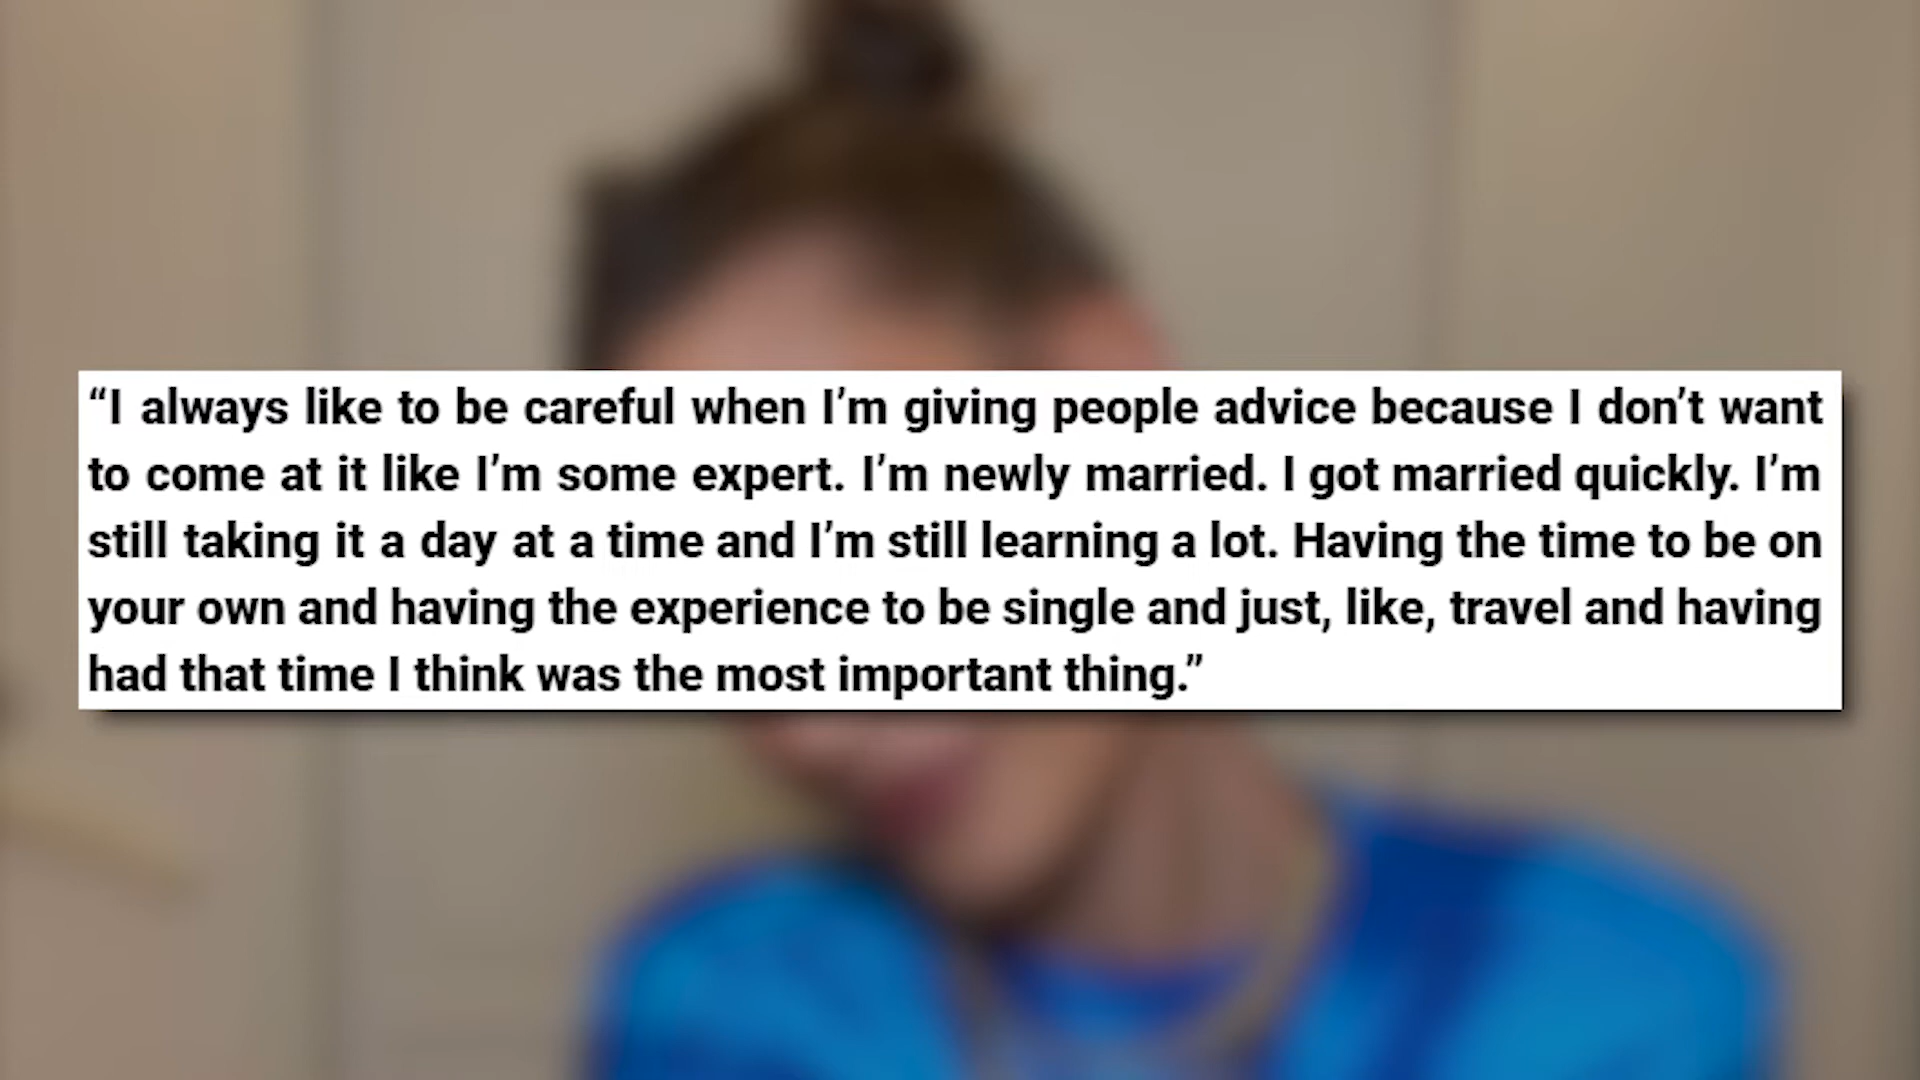 “I always like to be careful when I’m giving people advice because I don’t want
to come at it like I’m some expert. I’m newly married. I got married quickly. I’m
still taking it a day at a time and I’m still learning a lot. Having the time to be on
your own and having the experience to be single and just, like, travel and having
had that time I think was the most important thing.”